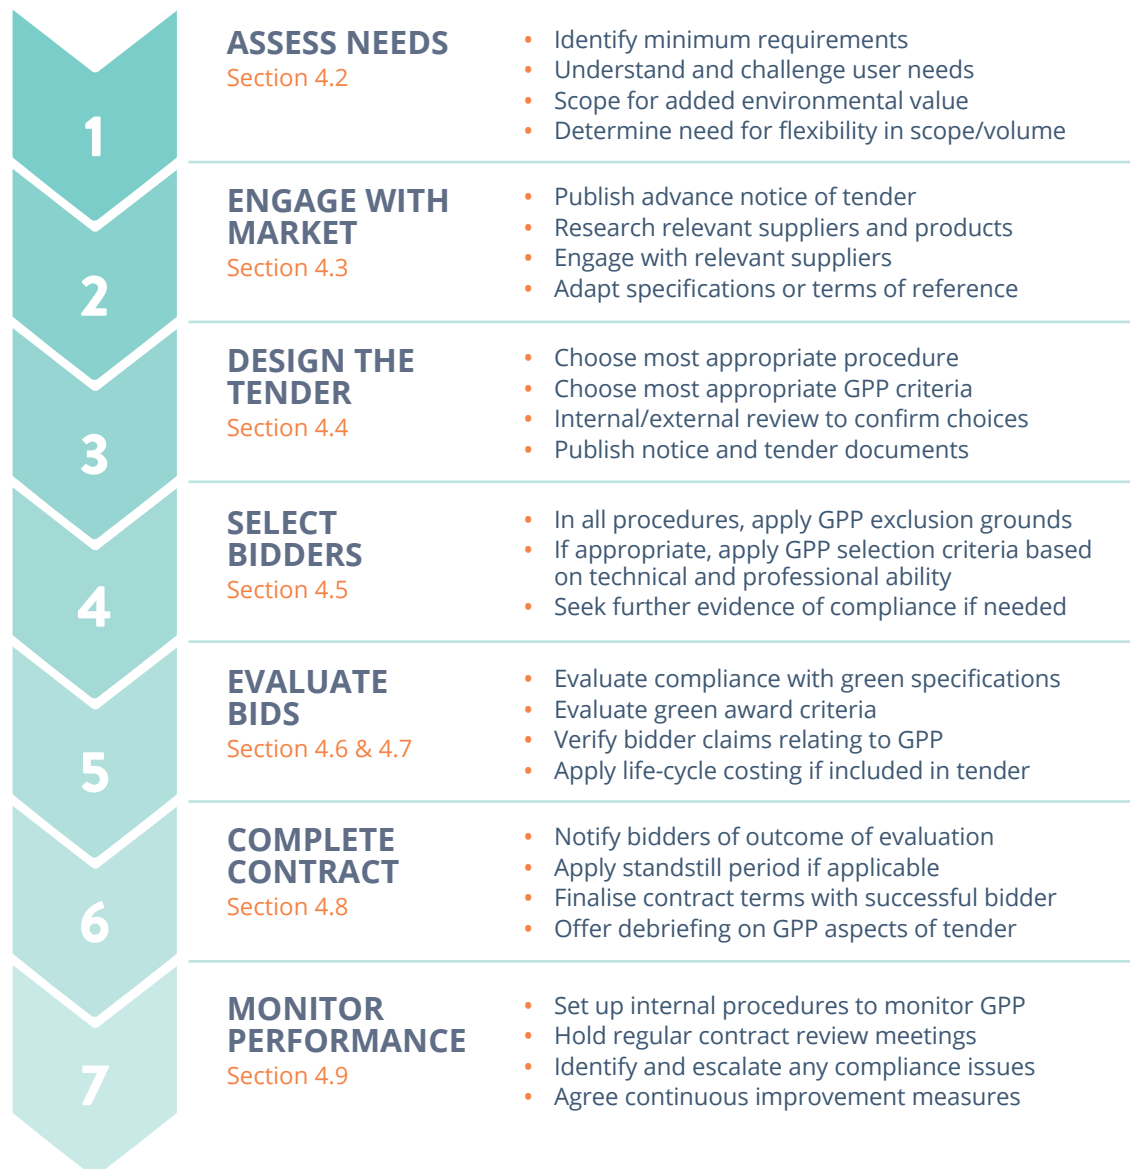 1
ASSESS NEEDS
Section 4.2
• Identify minimum requirements
• Understand and challenge user needs
• Scope for added environmental value
• Determine need for flexibility in scope/volume
2
ENGAGE WITH
MARKET
Section 4.3
• Publish advance notice of tender
• Research relevant suppliers and products
• Engage with relevant suppliers
• Adapt specifications or terms of reference
3
DESIGN THE
TENDER
Section 4.4
• Choose most appropriate procedure
• Choose most appropriate GPP criteria
• Internal/external review to confirm choices
• Publish notice and tender documents
4
SELECT
BIDDERS
Section 4.5
• In all procedures, apply GPP exclusion grounds
• If appropriate, apply GPP selection criteria based
on technical and professional ability
• Seek further evidence of compliance if needed
5
EVALUATE
BIDS
Section 4.6 & 4.7
• Evaluate compliance with green specifications
• Evaluate green award criteria
• Verify bidder claims relating to GPP
• Apply life-cycle costing if included in tender
6
COMPLETE
CONTRACT
Section 4.8
• Notify bidders of outcome of evaluation
• Apply standstill period if applicable
• Finalise contract terms with successful bidder
• Offer debriefing on GPP aspects of tender
7
MONITOR
PERFORMANCE
Section 4.9
• Set up internal procedures to monitor GPP
• Hold regular contract review meetings
• Identify and escalate any compliance issues
• Agree continuous improvement measures